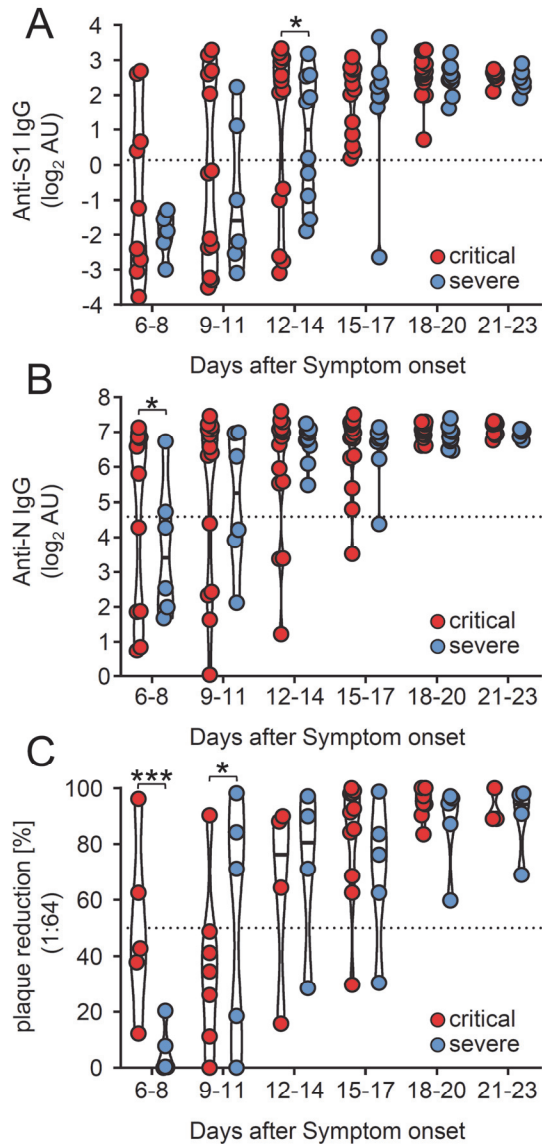 A
Anti-S1 IgG
(log2 AU)
4
3
2
1
0
-1
-2
-3
-4
*
critical
severe
6-8 9-11 12-14 15-17 18-20 21-23
Days after Symptom onset
B
Anti-N IgG
(log2 AU)
8
7
6
5
4
3
2
1
0
*
critical
severe
6-8 9-11 12-14 15-17 18-20 21-23
Days after Symptom onset
C
plaque reduction [%]
(1:64)
100
80
60
40
20
0
***
*
critical
severe
6-8 9-11 12-14 15-17 18-20 21-23
Days after Symptom onset